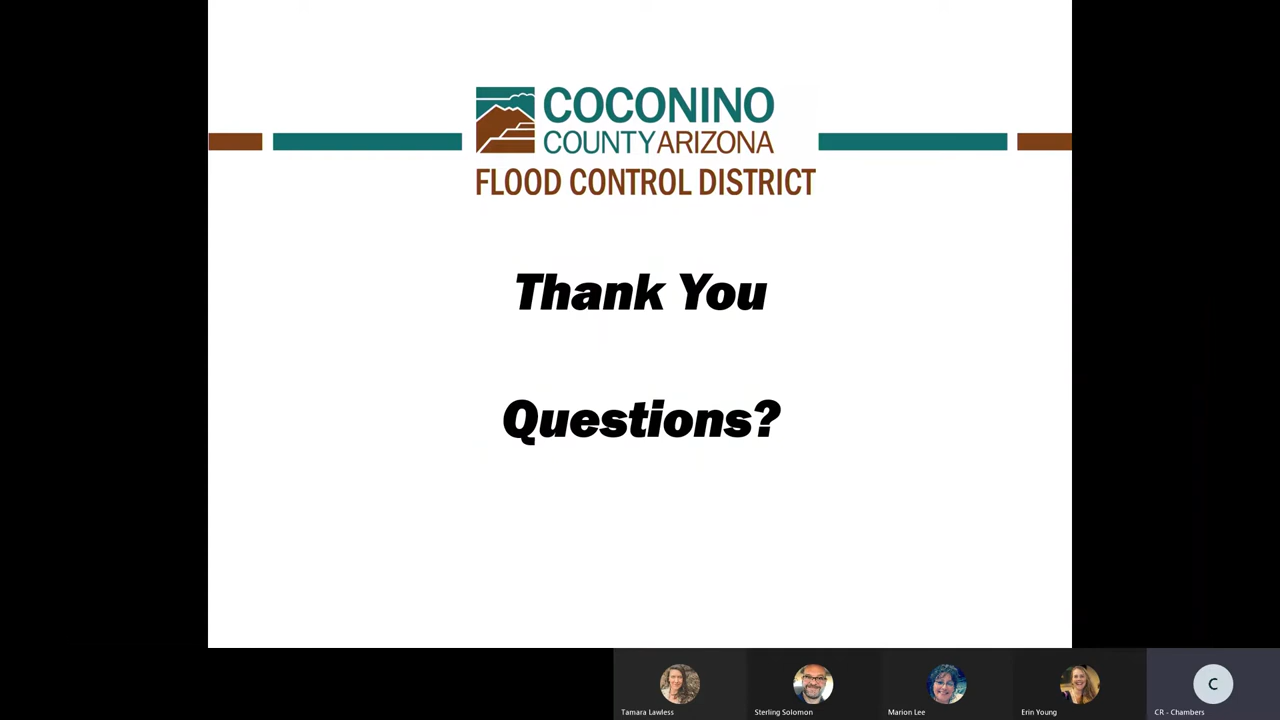 COCONINO
COUNTY ARIZONA
FLOOD CONTROL DISTRICT
Thank You
Questions?
C
Tamara Lawless
Sterling Solomon
Marion Lee
Erin Young
CR - Chambers